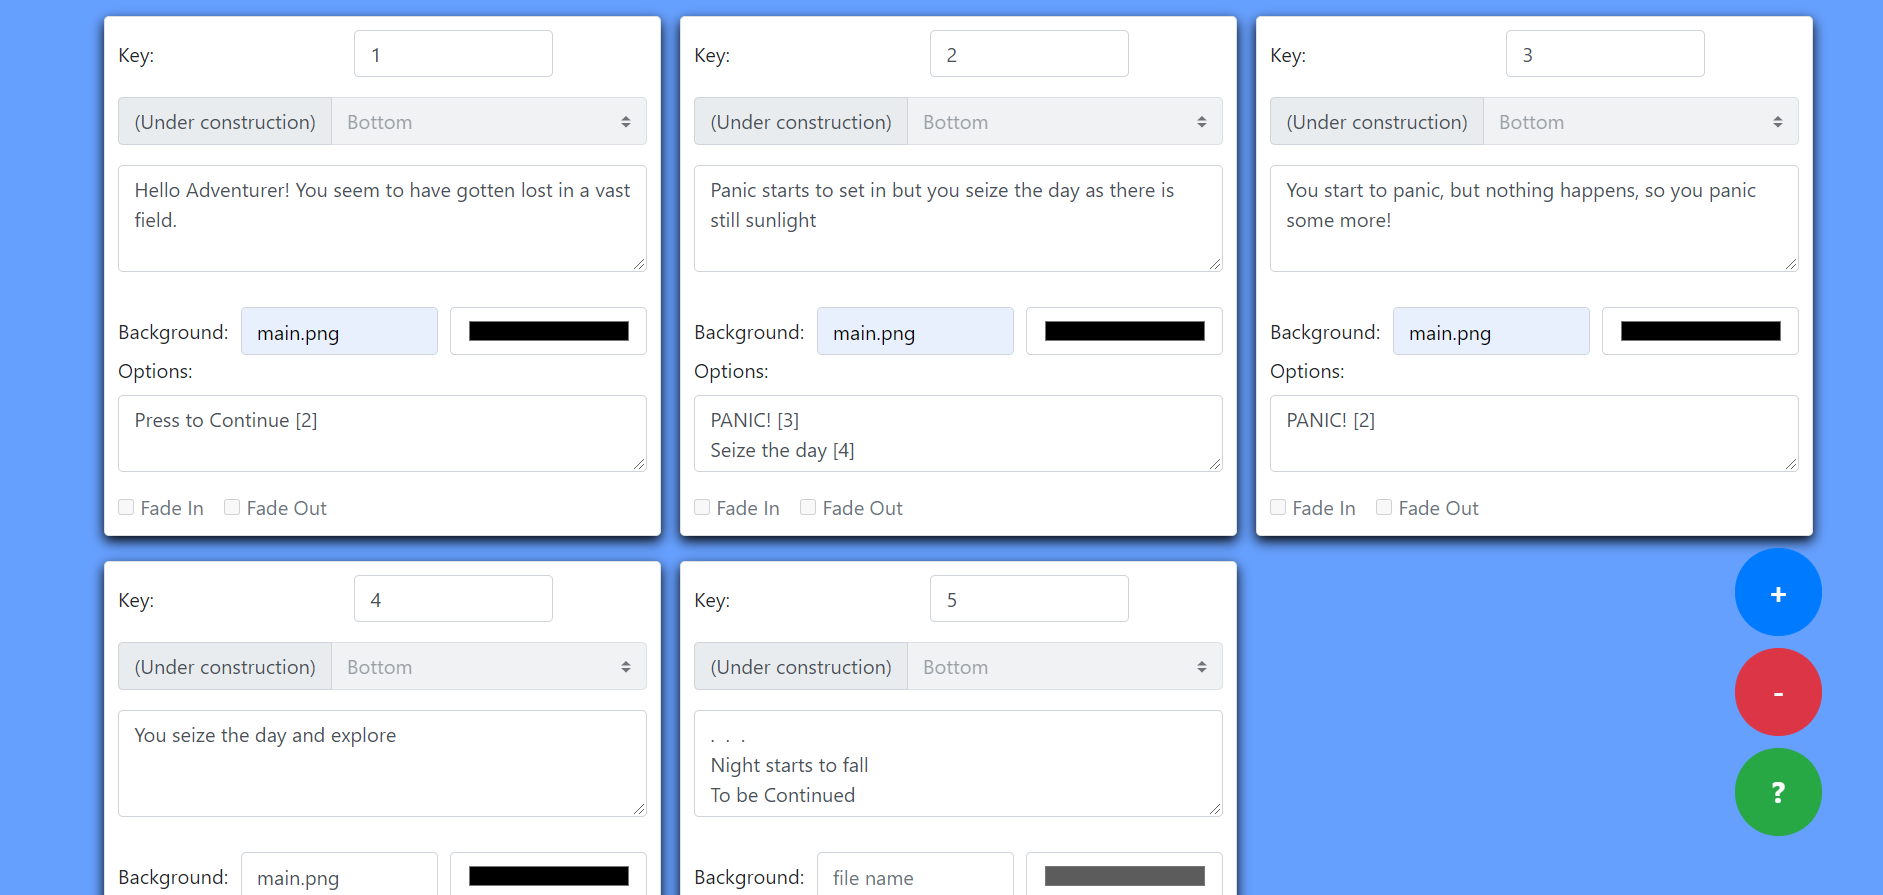 Key:
1
(Under construction)
Bottom
Hello Adventurer! You seem to have gotten lost in a vast
field.
Background:
main.png
Options:
Press to Continue [2]
Fade In
Fade Out
Key:
2
(Under construction)
Bottom
Panic starts to set in but you seize the day as there is
still sunlight
Background:
main.png
Options:
PANIC! [3]
Seize the day [4]
Fade In
Fade Out
Key:
3
(Under construction)
Bottom
You start to panic, but nothing happens, so you panic
some more!
Background:
main.png
Options:
PANIC! [2]
Fade In
Fade Out
Key:
4
(Under construction)
Bottom
You seize the day and explore
Background:
main.png
Key:
5
(Under construction)
Bottom
. . .
Night starts to fall
To be Continued
Background:
file name
+
-
?